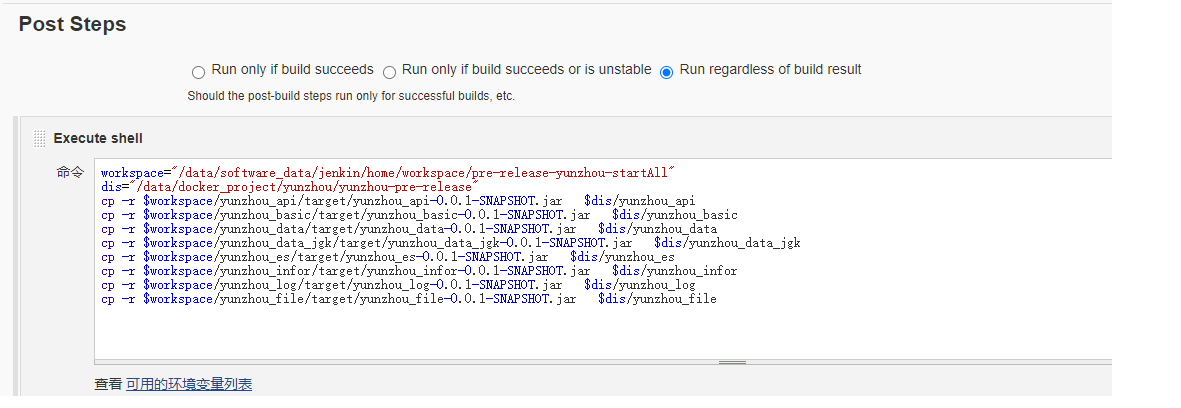 Post Steps
Run only if build succeeds Run only if build succeeds or is unstable Run regardless of build result
Should the post-build steps run only for successful builds, etc.
Execute shell
命令
workspace="/data/software_data/jenkin/home/workspace/pre-release-yunzhou-startAll"
dis="/data/docker_project/yunzhou/yunzhou-pre-release"
cp -r $workspace/yunzhou_api/target/yunzhou_api-0.0.1-SNAPSHOT.jar $dis/yunzhou_api
cp -r $workspace/yunzhou_basic/target/yunzhou_basic-0.0.1-SNAPSHOT.jar $dis/yunzhou_basic
cp -r $workspace/yunzhou_data/target/yunzhou_data-0.0.1-SNAPSHOT.jar $dis/yunzhou_data
cp -r $workspace/yunzhou_data_jgk/target/yunzhou_data_jgk-0.0.1-SNAPSHOT.jar $dis/yunzhou_data_jgk
cp -r $workspace/yunzhou_es/target/yunzhou_es-0.0.1-SNAPSHOT.jar $dis/yunzhou_es
cp -r $workspace/yunzhou_infor/target/yunzhou_infor-0.0.1-SNAPSHOT.jar $dis/yunzhou_infor
cp -r $workspace/yunzhou_log/target/yunzhou_log-0.0.1-SNAPSHOT.jar $dis/yunzhou_log
cp -r $workspace/yunzhou_file/target/yunzhou_file-0.0.1-SNAPSHOT.jar $dis/yunzhou_file
查看 可用的环境变量列表